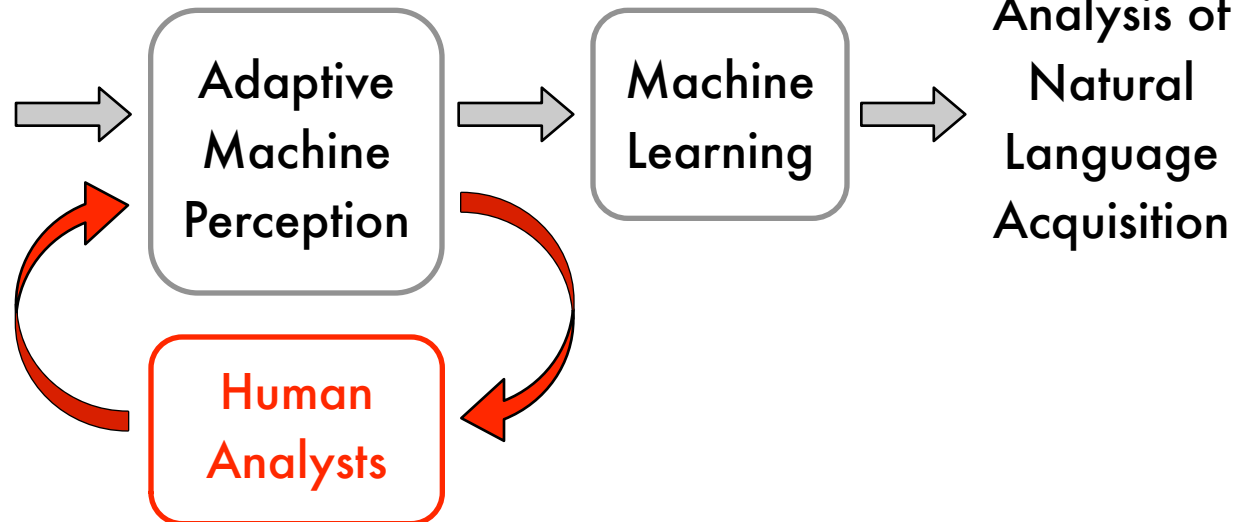 Adaptive
Machine
Perception
Machine
Learning
Analysis of
Natural
Language
Acquisition
Human
Analysts